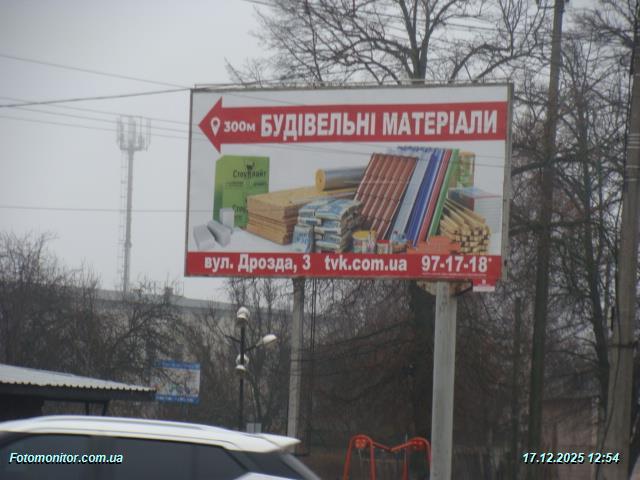 300м БУДІВЕЛЬНІ МАТЕРІАЛИ
вул. Дрозда, 3 tvk.com.ua 97-17-18*
Fotomonitor.com.ua
17.12.2025 12:54